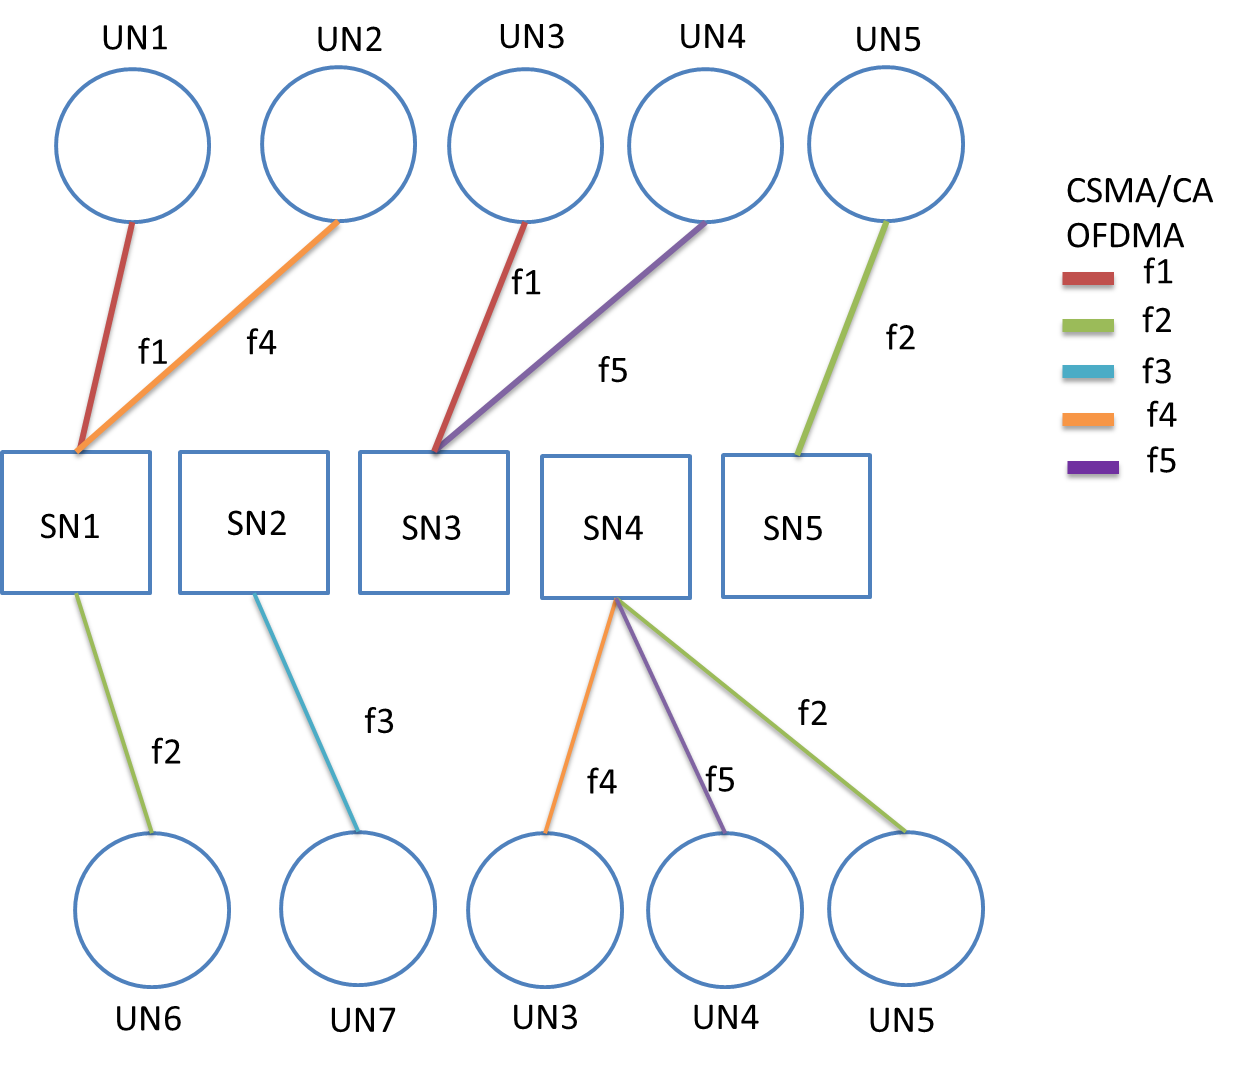 UN1
UN2
UN3
UN4
UN5
CSMA/CA
OFDMA
f1
f2
f3
f4
f5
f1
f4
f1
f5
f2
SN1
SN2
SN3
SN4
SN5
f2
f3
f4
f5
f2
UN6
UN7
UN3
UN4
UN5